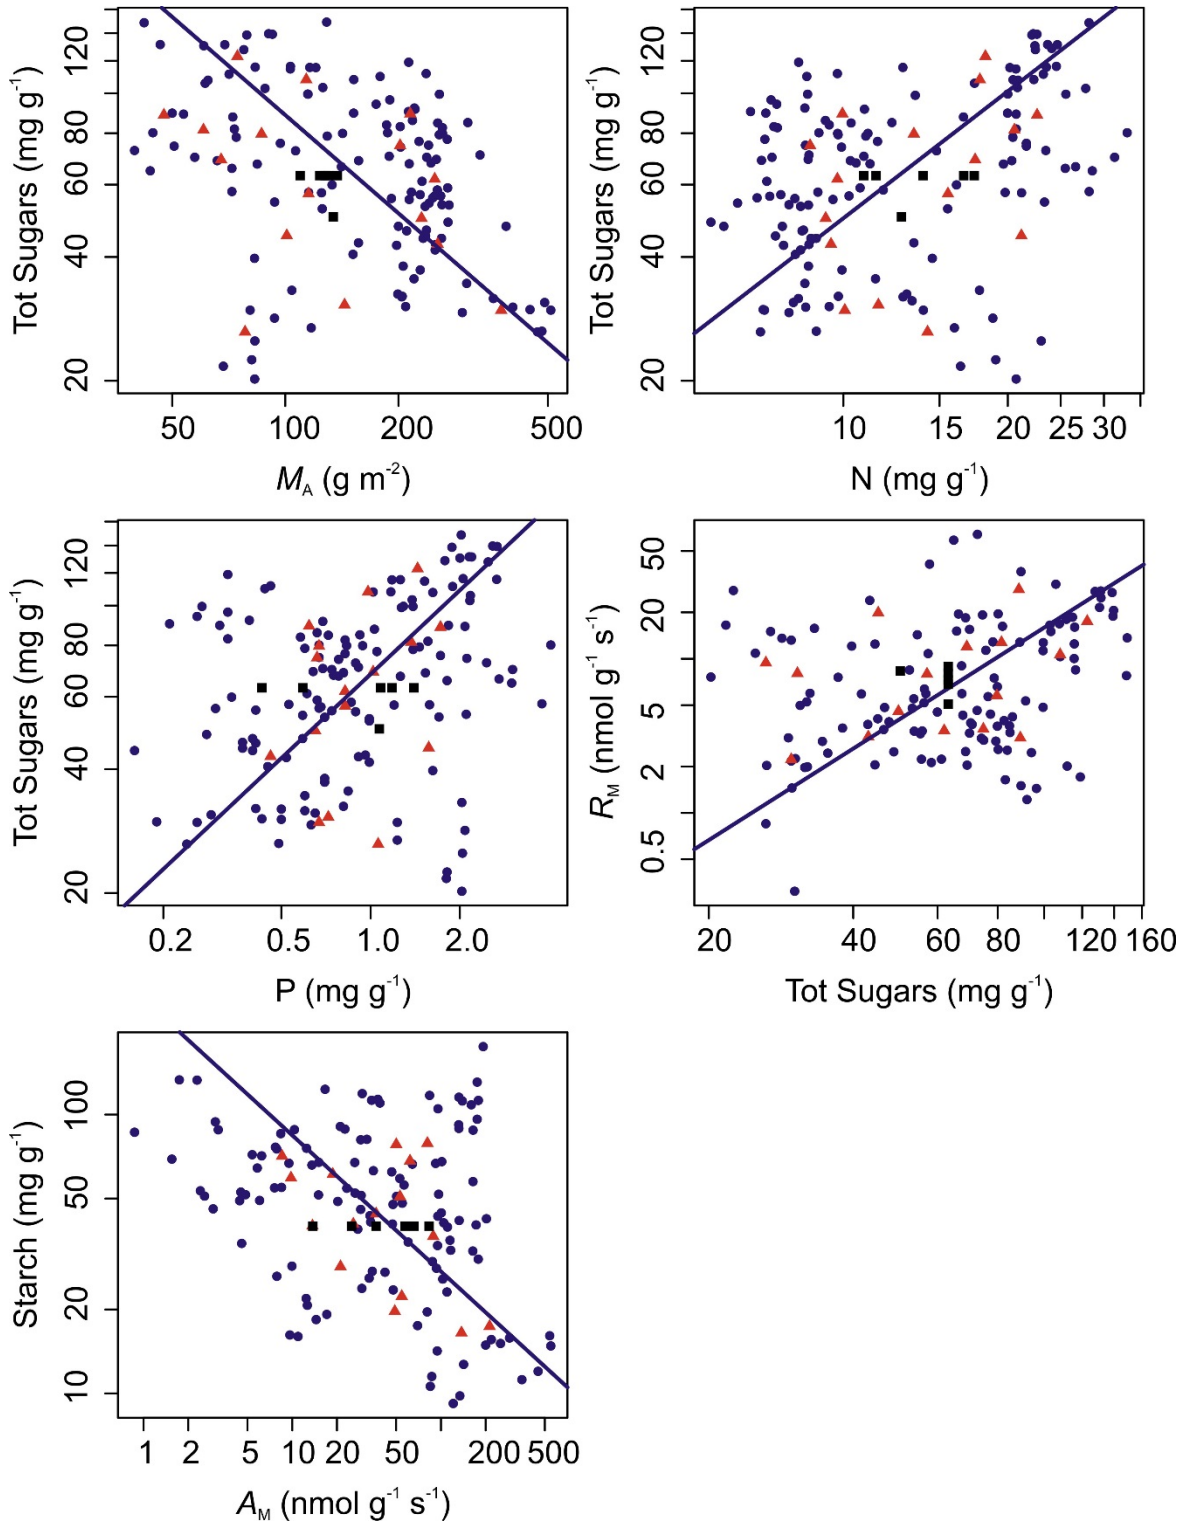 Tot Sugars (mg g⁻¹)
120
80
60
40
20
50 100 200 500
M_A (g m⁻²)
Tot Sugars (mg g⁻¹)
120
80
60
40
20
10 15 20 25 30
N (mg g⁻¹)
Tot Sugars (mg g⁻¹)
120
80
60
40
20
0.2 0.5 1.0 2.0
P (mg g⁻¹)
R_M (nmol g⁻¹ s⁻¹)
50
20
5
2
0.5
20 40 60 80 120 160
Tot Sugars (mg g⁻¹)
Starch (mg g⁻¹)
100
50
20
10
1 2 5 10 20 50 200 500
A_M (nmol g⁻¹ s⁻¹)